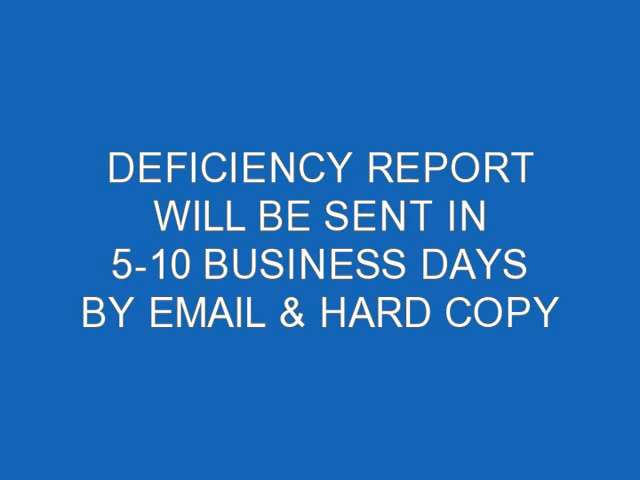 DEFICIENCY REPORT
WILL BE SENT IN
5-10 BUSINESS DAYS
BY EMAIL & HARD COPY